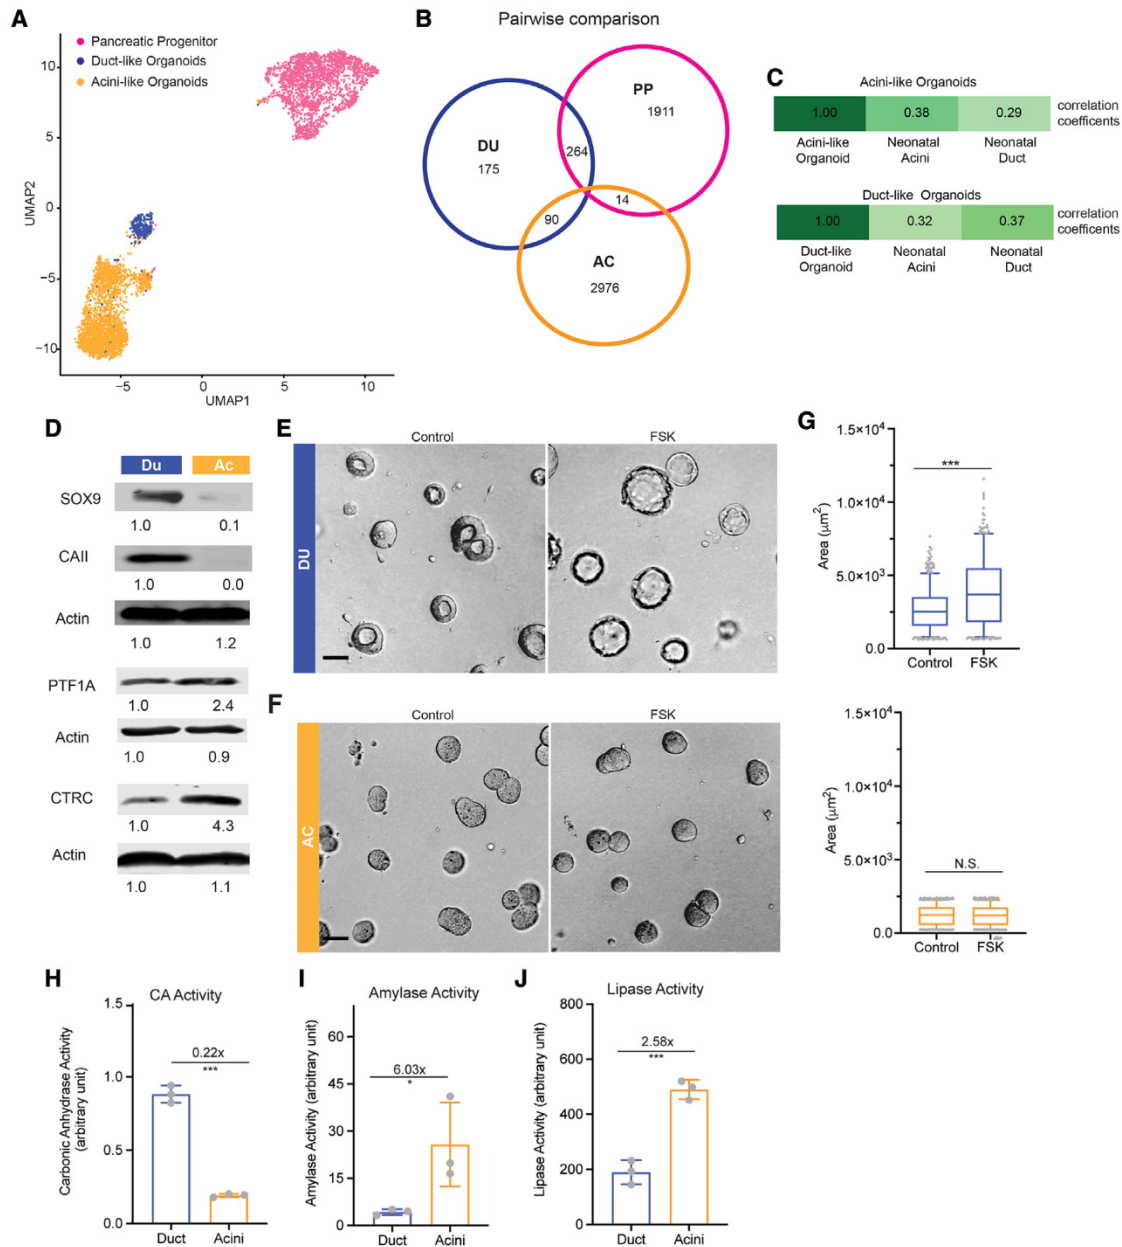 A
Pancreatic Progenitor
Duct-like Organoids
Acini-like Organoids
10
5
0
−5
−10
UMAP2
−5
0
5
10
UMAP1
B
Pairwise comparison
PP
1911
DU
175
264
14
90
AC
2976
C
Acini-like Organoids
1.00
0.38
0.29
correlation
coefficents
Acini-like
Organoid
Neonatal
Acini
Neonatal
Duct
Duct-like Organoids
1.00
0.32
0.37
correlation
coefficents
Duct-like
Organoid
Neonatal
Acini
Neonatal
Duct
D
Du
Ac
SOX9
1.0
0.1
CAII
1.0
0.0
Actin
1.0
1.2
PTF1A
1.0
2.4
Actin
1.0
0.9
CTRC
1.0
4.3
Actin
1.0
1.1
E
Control
FSK
DU
F
Control
FSK
AC
G
1.5×10⁴
1.0×10⁴
5.0×10³
0.0
Area (μm²)
***
Control
FSK
1.5×10⁴
1.0×10⁴
5.0×10³
0.0
Area (μm²)
N.S.
Control
FSK
H
CA Activity
1.5
1.0
0.5
0.0
Carbonic Anhydrase Activity
(arbitrary unit)
0.22x
***
Duct
Acini
I
Amylase Activity
60
45
30
15
0
Amylase Activity (arbitrary unit)
6.03x
*
Duct
Acini
J
Lipase Activity
800
600
400
200
0
Lipase Activity (arbitrary unit)
2.58x
***
Duct
Acini